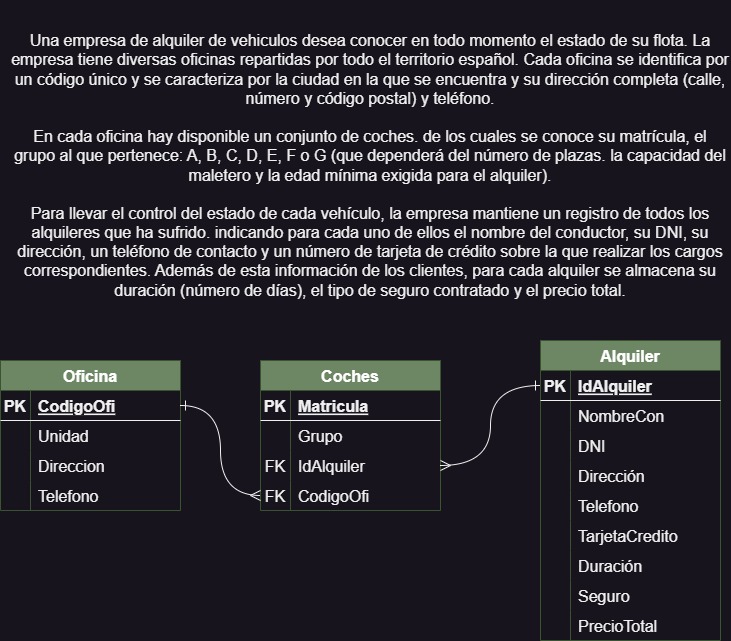 Una empresa de alquiler de vehiculos desea conocer en todo momento el estado de su flota. La
empresa tiene diversas oficinas repartidas por todo el territorio español. Cada oficina se identifica por
un código único y se caracteriza por la ciudad en la que se encuentra y su dirección completa (calle,
número y código postal) y teléfono.
En cada oficina hay disponible un conjunto de coches. de los cuales se conoce su matrícula, el
grupo al que pertenece: A, B, C, D, E, F o G (que dependerá del número de plazas. la capacidad del
maletero y la edad mínima exigida para el alquiler).
Para llevar el control del estado de cada vehículo, la empresa mantiene un registro de todos los
alquileres que ha sufrido. indicando para cada uno de ellos el nombre del conductor, su DNI, su
dirección, un teléfono de contacto y un número de tarjeta de crédito sobre la que realizar los cargos
correspondientes. Además de esta información de los clientes, para cada alquiler se almacena su
duración (número de días), el tipo de seguro contratado y el precio total.
Oficina
PK CodigoOfi
Unidad
Direccion
Telefono
Coches
PK Matricula
Grupo
FK IdAlquiler
FK CodigoOfi
Alquiler
PK IdAlquiler
NombreCon
DNI
Dirección
Telefono
TarjetaCredito
Duración
Seguro
PrecioTotal